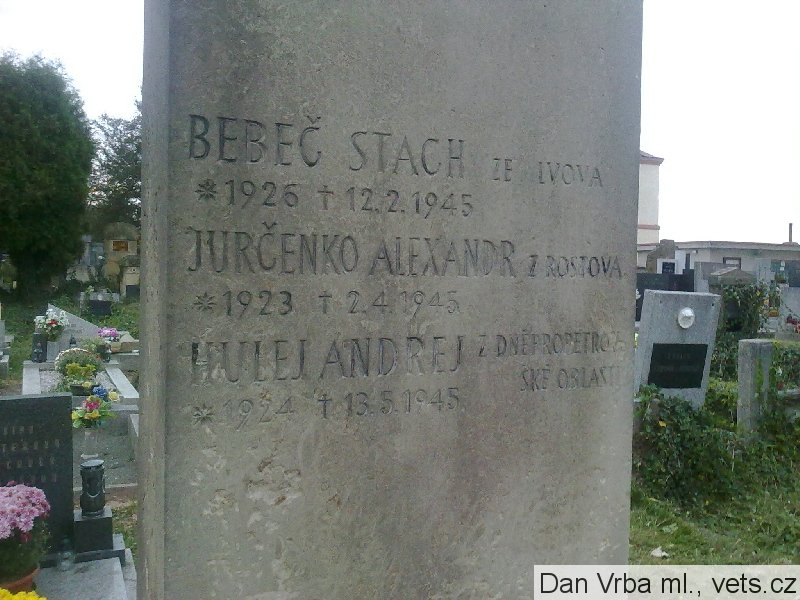 BEBEČ STACH ZE LVOVA
*1926 †12.2.1945
JURČENKO ALEXANDR Z ROSTOVA
*1923 †2.4.1945
HULEJ ANDREJ Z DNĚPROPETROV-
SKÉ OBLASTI
*1924 †13.5.1945
Dan Vrba ml., vets.cz